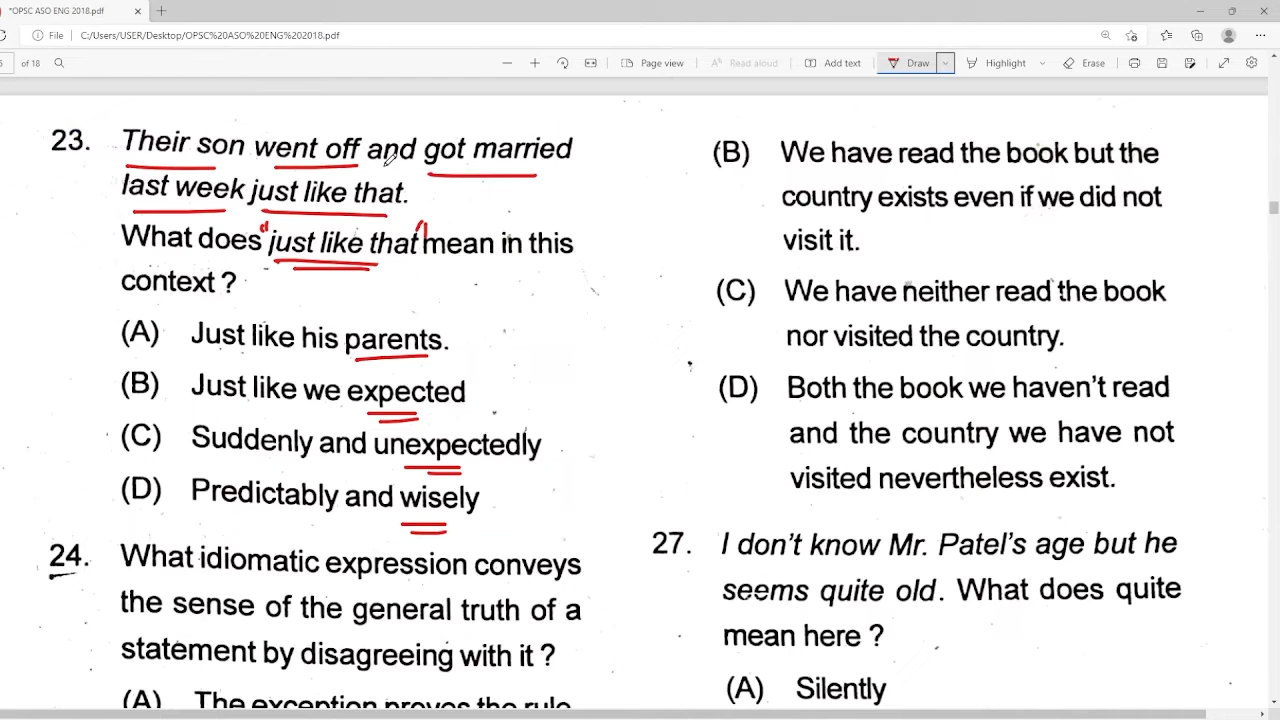 *OPSC ASO ENG 2018.pdf
File C:/Users/USER/Desktop/OPSC%20ASO%20ENG%202018.pdf
of 18 Page view Read aloud Add text Draw Highlight Erase
23. Their son went off and got married
last week just like that.
What does "just like that" mean in this
context ?
(A) Just like his parents.
(B) Just like we expected
(C) Suddenly and unexpectedly
(D) Predictably and wisely
24. What idiomatic expression conveys
the sense of the general truth of a
statement by disagreeing with it ?
(A) The exception proves the rule
(B) We have read the book but the
country exists even if we did not
visit it.
(C) We have neither read the book
nor visited the country.
(D) Both the book we haven't read
and the country we have not
visited nevertheless exist.
27. I don't know Mr. Patel's age but he
seems quite old. What does quite
mean here ?
(A) Silently